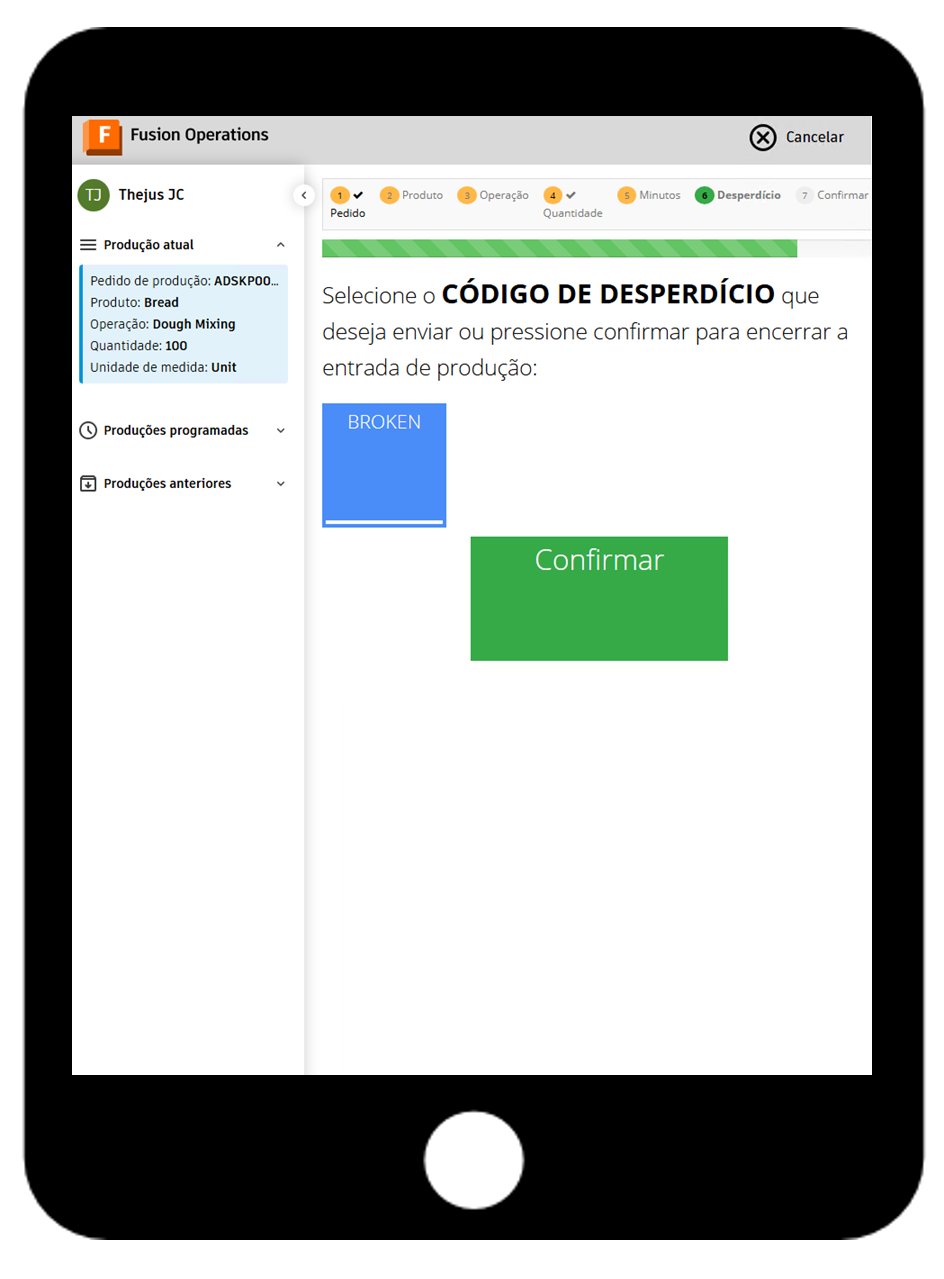 F Fusion Operations
Cancelar
TJ Thejus JC
Produção atual
Pedido de produção: ADSKP00...
Produto: Bread
Operação: Dough Mixing
Quantidade: 100
Unidade de medida: Unit
Produções programadas
Produções anteriores
1 Pedido
2 Produto
3 Operação
4 Quantidade
5 Minutos
6 Desperdício
7 Confirmar
Selecione o CÓDIGO DE DESPERDÍCIO que
deseja enviar ou pressione confirmar para encerrar a
entrada de produção:
BROKEN
Confirmar